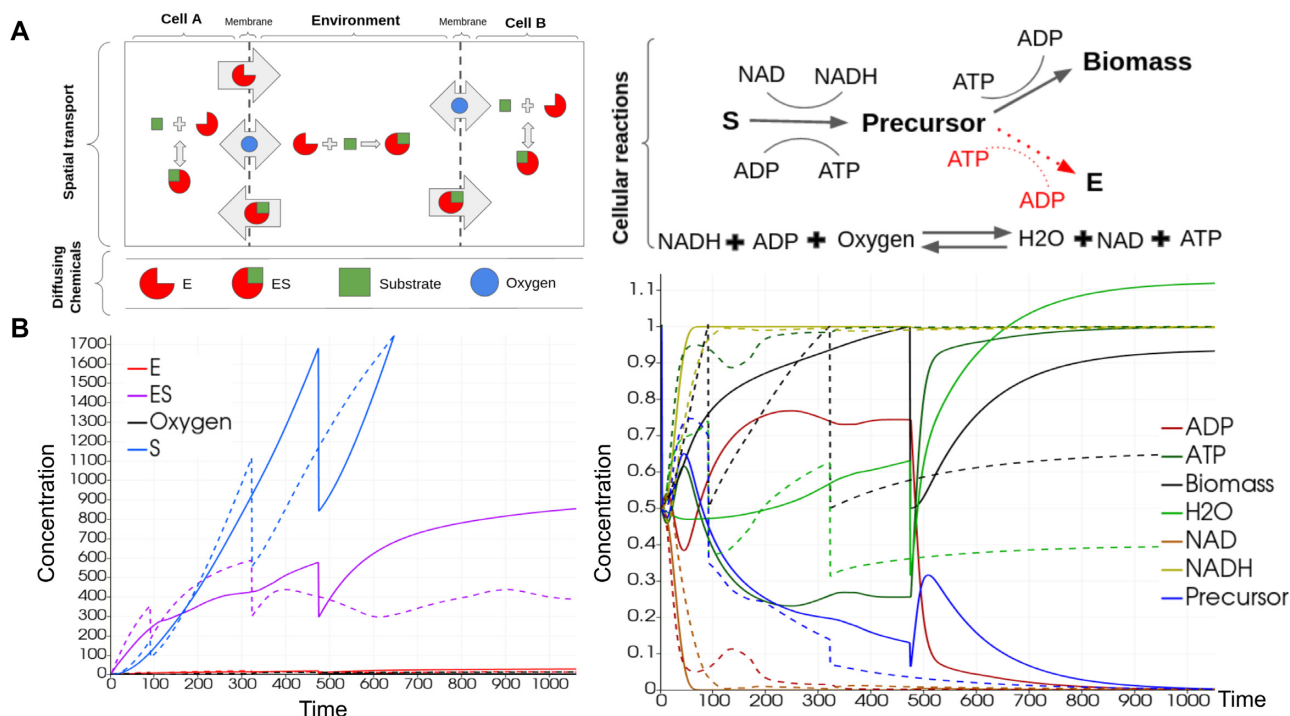 A
Cell A Membrane Environment Membrane Cell B
Spatial transport
Diffusing Chemicals
E ES Substrate Oxygen
Cellular reactions
NAD NADH
S Precursor
ADP ATP
ATP ADP
Biomass
ATP
ADP
E
NADH + ADP + Oxygen H2O + NAD + ATP
B
1700
1600
1500
1400
1300
1200
1100
1000
900
800
700
600
500
400
300
200
100
0
E
ES
Oxygen
S
Concentration
0 100 200 300 400 500 600 700 800 900 1000
Time
1.1
1
0.9
0.8
0.7
0.6
0.5
0.4
0.3
0.2
0.1
0
Concentration
ADP
ATP
Biomass
H2O
NAD
NADH
Precursor
0 100 200 300 400 500 600 700 800 900 1000 Time